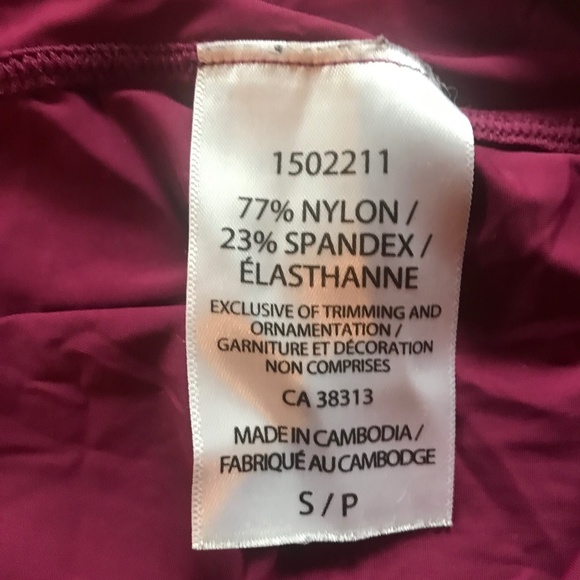 1502211
77% NYLON /
23% SPANDEX /
ÉLASTHANNE
EXCLUSIVE OF TRIMMING AND
ORNAMENTATION /
GARNITURE ET DÉCORATION
NON COMPRISES
CA 38313
MADE IN CAMBODIA /
FABRIQUÉ AU CAMBODGE
S / P